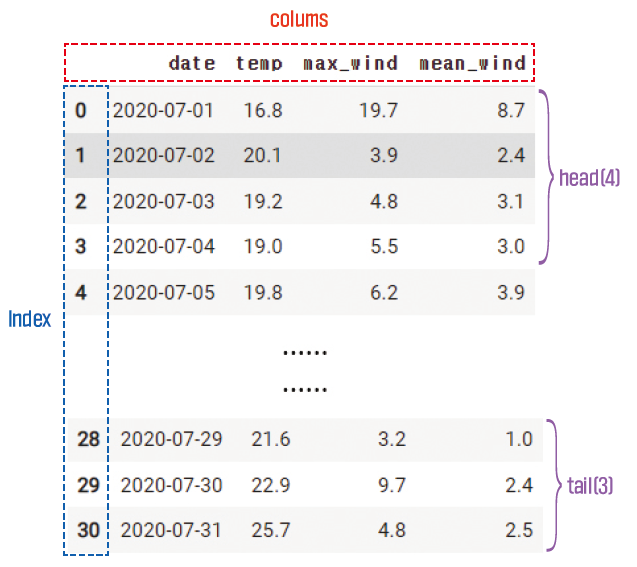 colums
date temp max_wind mean_wind
0 2020-07-01 16.8 19.7 8.7
1 2020-07-02 20.1 3.9 2.4
head(4)
2 2020-07-03 19.2 4.8 3.1
3 2020-07-04 19.0 5.5 3.0
4 2020-07-05 19.8 6.2 3.9
Index
......
......
28 2020-07-29 21.6 3.2 1.0
29 2020-07-30 22.9 9.7 2.4
tail(3)
30 2020-07-31 25.7 4.8 2.5